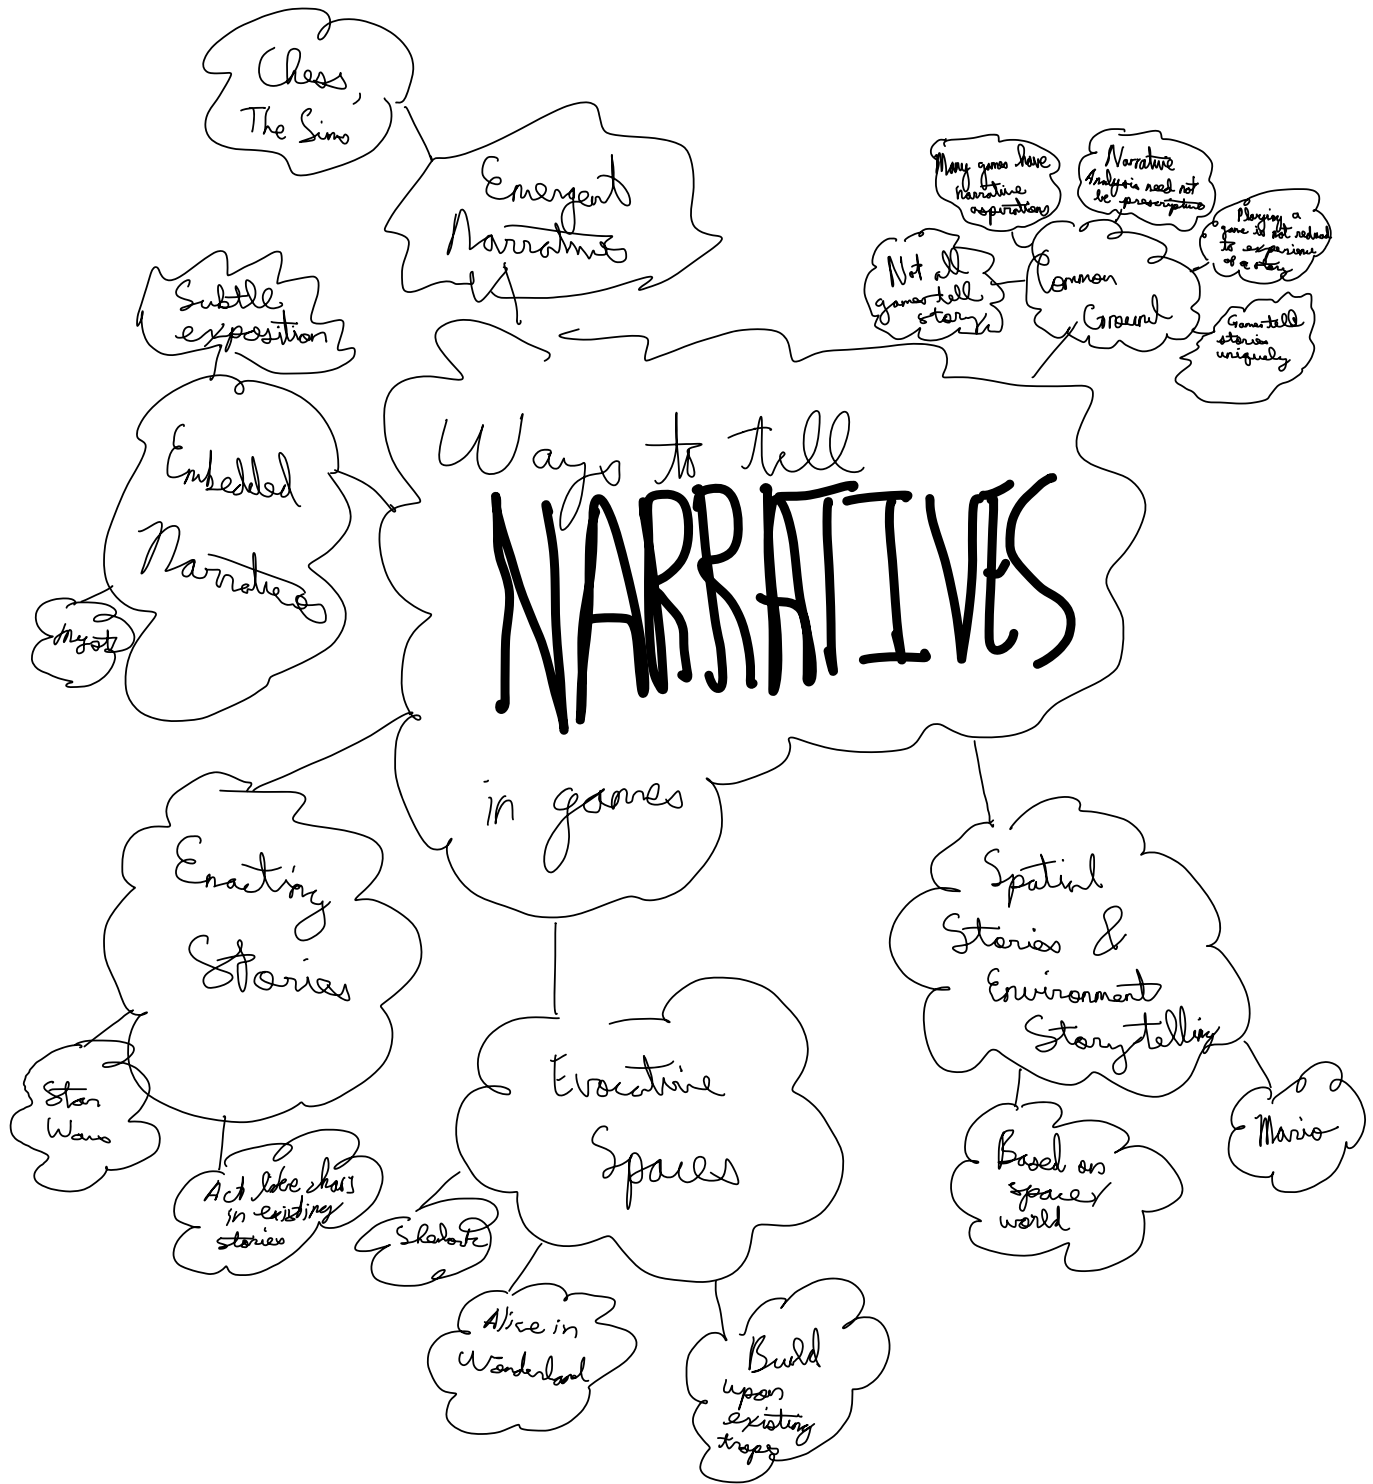 Chess,
The Sims
Emergent
Narratives
Many games have
narrative
aspirations
Narrative
Analysis need not
be prescriptive
Playing a
game is not reduced
to experience
of a story
Not all
games tell
story
Common
Ground
Games tell
stories
uniquely
Subtle
exposition
Embedded
Narratives
Myst
Ways to tell
NARRATIVES
in games
Enacting
Stories
Star
Wars
Act like chars
in existing
stories
Evocative
Spaces
Sherlock
Alice in
Wonderland
Build
upon
existing
tropes
Spatial
Stories &
Environment
Storytelling
Based on
space/
world
Mario